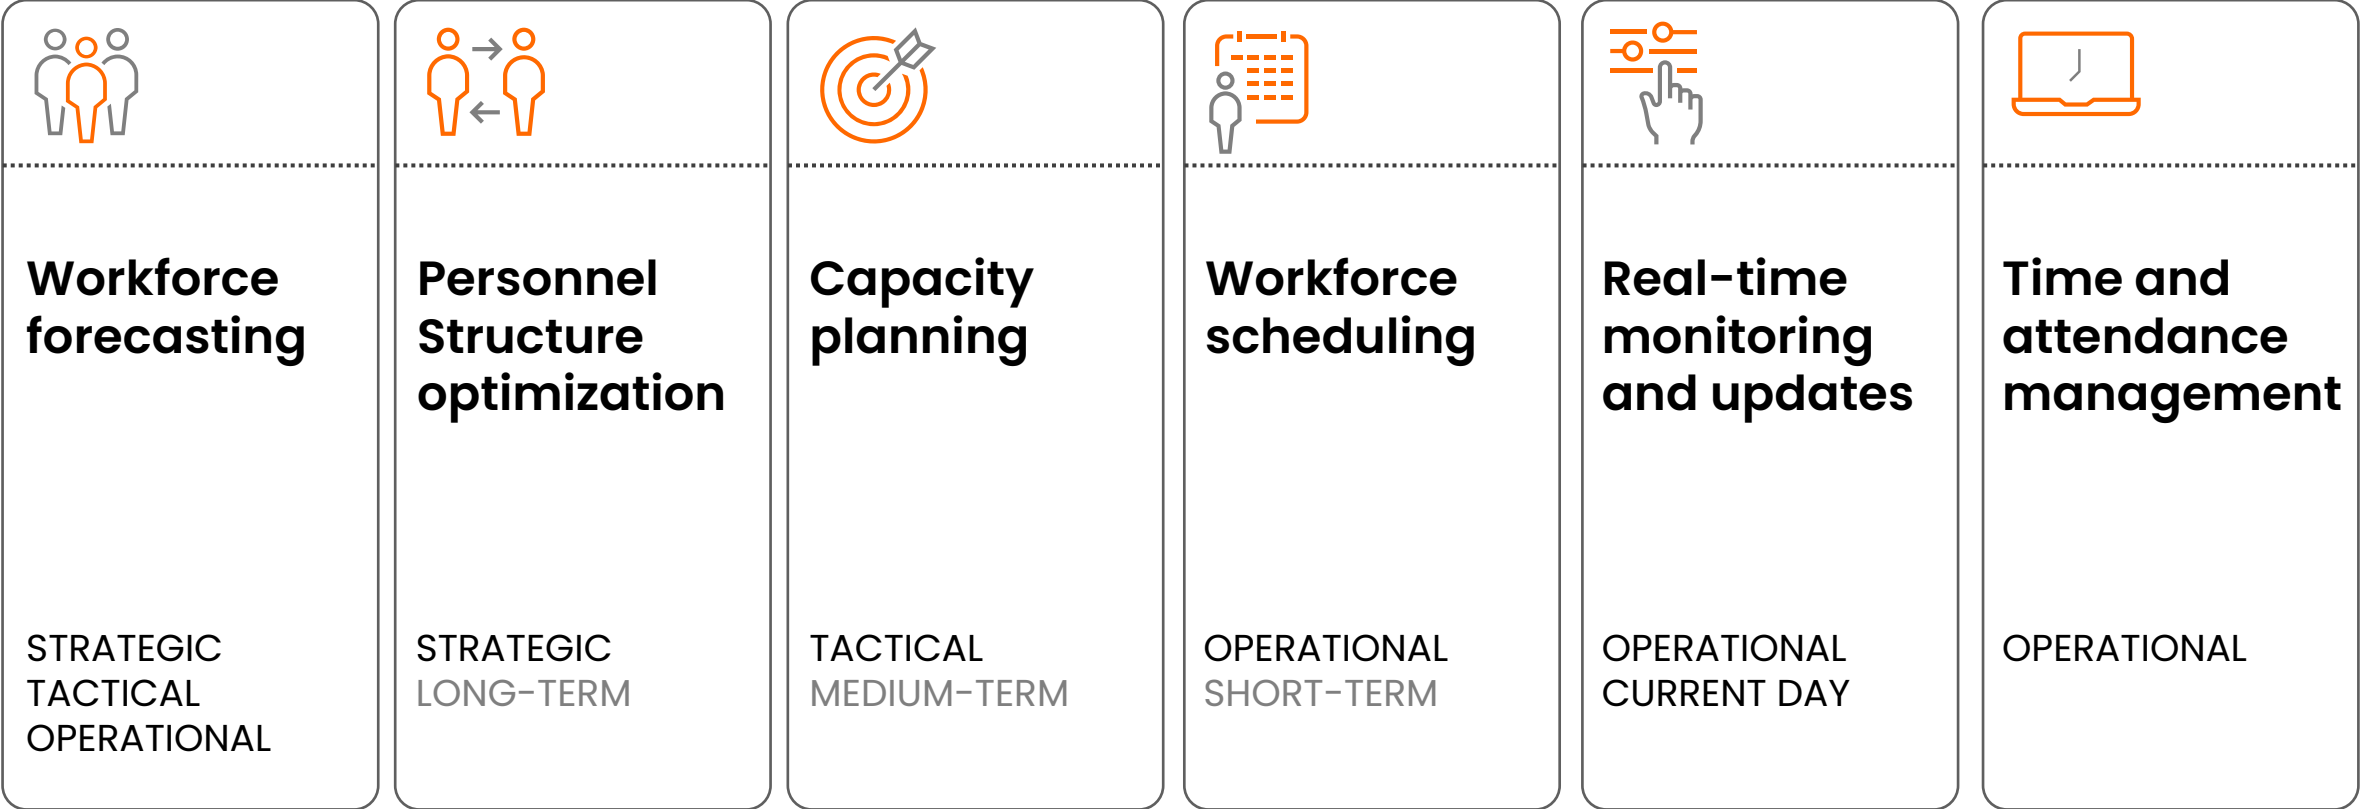 Workforce
forecasting
STRATEGIC
TACTICAL
OPERATIONAL
Personnel
Structure
optimization
STRATEGIC
LONG-TERM
Capacity
planning
TACTICAL
MEDIUM-TERM
Workforce
scheduling
OPERATIONAL
SHORT-TERM
Real-time
monitoring
and updates
OPERATIONAL
CURRENT DAY
Time and
attendance
management
OPERATIONAL